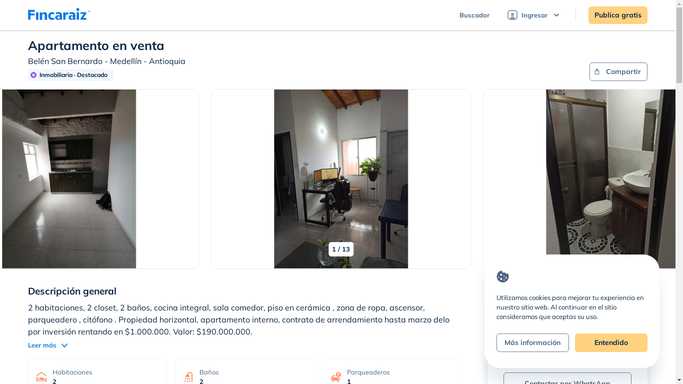 Fincaraiz
Buscador
Ingresar
Publica gratis
Apartamento en venta
Belén San Bernardo - Medellín - Antioquia
Inmobiliaria - Destacado
Compartir
1 / 13
Descripción general
2 habitaciones, 2 closet, 2 baños, cocina integral, sala comedor, piso en cerámica , zona de ropa, ascensor,
parqueadero , citófono . Propiedad horizontal, apartamento interno, contrato de arrendamiento hasta marzo delo
por inversión rentando en $1.000.000. Valor: $190.000.000.
Leer más
Habitaciones
2
Baños
2
Parqueaderos
1
Utilizamos cookies para mejorar tu experiencia en
nuestro sitio web. Al continuar en el sitio
consideramos que aceptas su uso.
Más información
Entendido
Contactar por WhatsApp